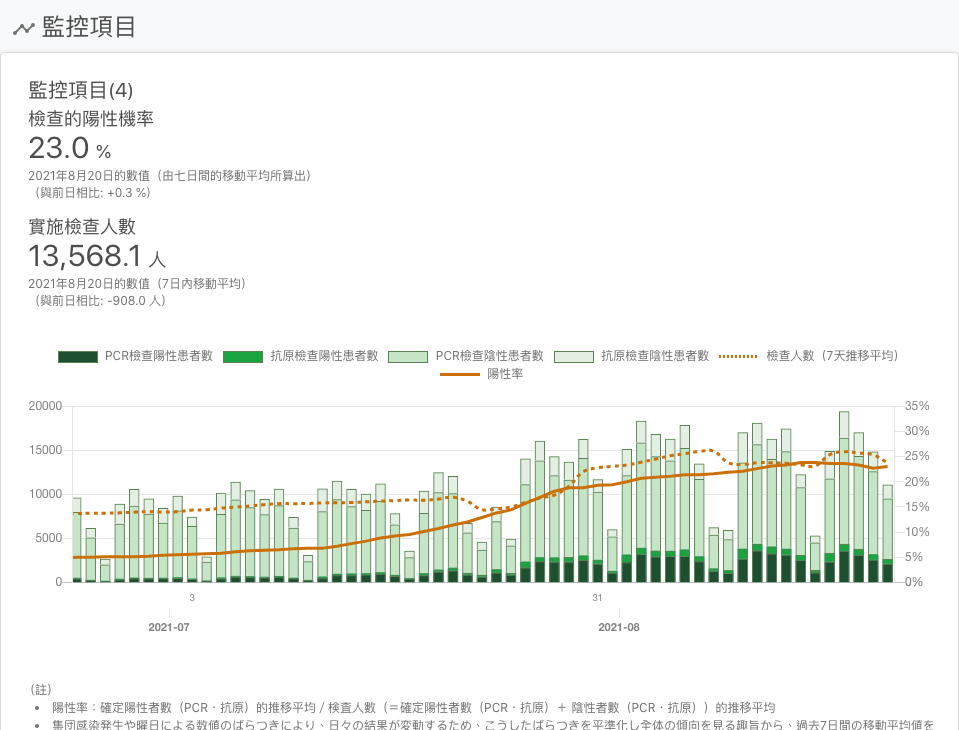 監控項目
監控項目(4)
檢查的陽性機率
23.0 %
2021年8月20日的數值（由七日間的移動平均所算出）
（與前日相比: +0.3 %)
實施檢查人數
13,568.1 人
2021年8月20日的數值（7日內移動平均）
（與前日相比: -908.0 人）
PCR檢查陽性患者數 抗原檢查陽性患者數 PCR檢查陰性患者數 抗原檢查陰性患者數 檢查人數（7天推移平均）
陽性率
20000 35%
30%
15000 25%
20%
10000 15%
5000 10%
5%
0 0%
3 31
2021-07 2021-08
（註）
• 陽性率：確定陽性者數（PCR・抗原）的推移平均 / 検査人數（＝確定陽性者數（PCR・抗原）＋ 陰性者數（PCR・抗原））的推移平均
• 集団感染発生や曜日による数値のばらつきにより、日々の結果が変動するため、こうしたばらつきを平準化し全体の傾向を見る趣旨から、過去7日間の移動平均値を